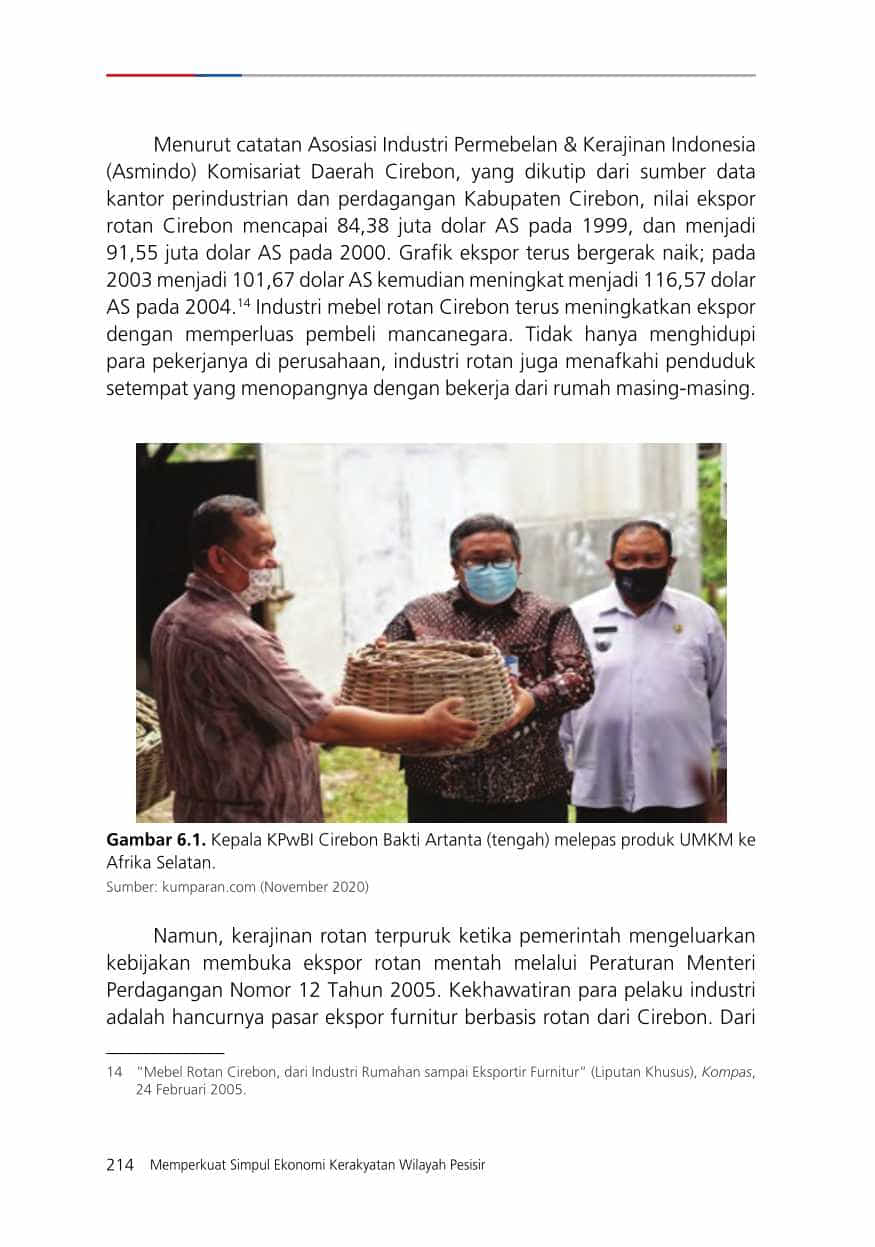 Menurut catatan Asosiasi Industri Permebelan & Kerajinan Indonesia
(Asmindo) Komisariat Daerah Cirebon, yang dikutip dari sumber data
kantor perindustrian dan perdagangan Kabupaten Cirebon, nilai ekspor
rotan Cirebon mencapai 84,38 juta dolar AS pada 1999, dan menjadi
91,55 juta dolar AS pada 2000. Grafik ekspor terus bergerak naik; pada
2003 menjadi 101,67 dolar AS kemudian meningkat menjadi 116,57 dolar
AS pada 2004.14 Industri mebel rotan Cirebon terus meningkatkan ekspor
dengan memperluas pembeli mancanegara. Tidak hanya menghidupi
para pekerjanya di perusahaan, industri rotan juga menafkahi penduduk
setempat yang menopangnya dengan bekerja dari rumah masing-masing.
Gambar 6.1. Kepala KPwBI Cirebon Bakti Artanta (tengah) melepas produk UMKM ke
Afrika Selatan.
Sumber: kumparan.com (November 2020)
Namun, kerajinan rotan terpuruk ketika pemerintah mengeluarkan
kebijakan membuka ekspor rotan mentah melalui Peraturan Menteri
Perdagangan Nomor 12 Tahun 2005. Kekhawatiran para pelaku industri
adalah hancurnya pasar ekspor furnitur berbasis rotan dari Cirebon. Dari
14 "Mebel Rotan Cirebon, dari Industri Rumahan sampai Eksportir Furnitur" (Liputan Khusus), Kompas,
24 Februari 2005.
214 Memperkuat Simpul Ekonomi Kerakyatan Wilayah Pesisir